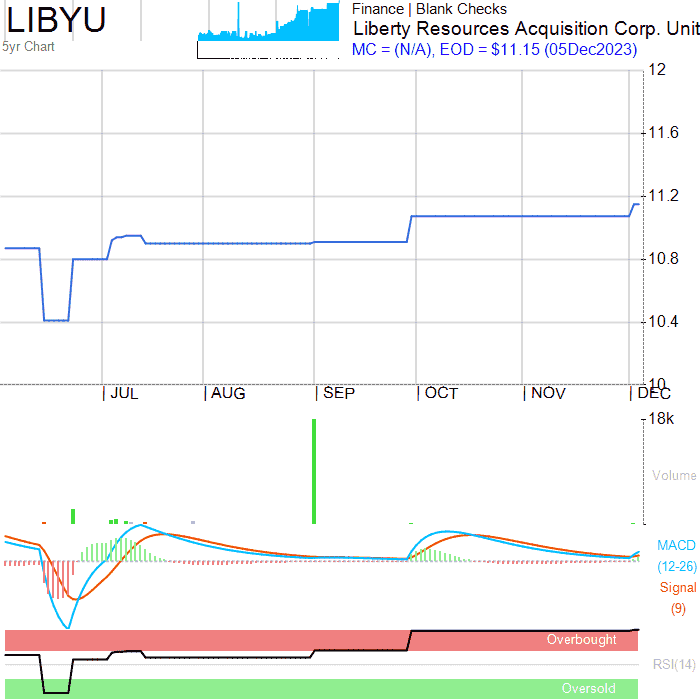 LIBYU
5yr Chart
Finance | Blank Checks
Liberty Resources Acquisition Corp. Unit
MC = (N/A), EOD = $11.15 (05Dec2023)
12
11.6
11.2
10.8
10.4
10
JUL
AUG
SEP
OCT
NOV
DEC
18k
Volume
MACD
(12-26)
Signal
(9)
Overbought
RSI(14)
Oversold